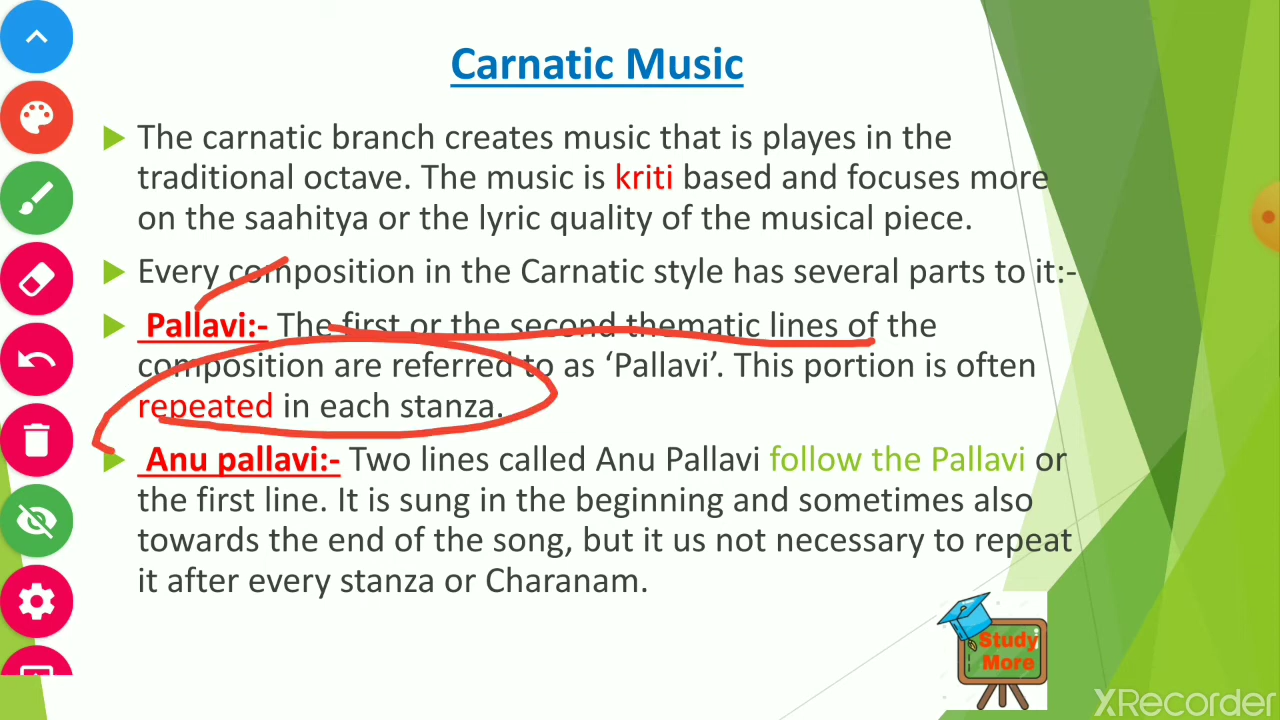 Carnatic Music
The carnatic branch creates music that is playes in the
traditional octave. The music is kriti based and focuses more
on the saahitya or the lyric quality of the musical piece.
Every composition in the Carnatic style has several parts to it:-
Pallavi:- The first or the second thematic lines of the
composition are referred to as ‘Pallavi’. This portion is often
repeated in each stanza.
Anu pallavi:- Two lines called Anu Pallavi follow the Pallavi or
the first line. It is sung in the beginning and sometimes also
towards the end of the song, but it us not necessary to repeat
it after every stanza or Charanam.
Study
More
XRecorder